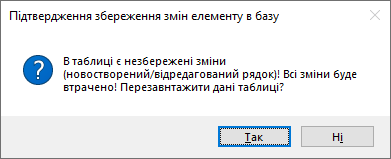 Підтвердження збереження змін елементу в базу
В таблиці є незбережені зміни
(новостворений/відредагований рядок)! Всі зміни буде
втрачено! Перезавнтажити дані таблиці?
Так
Ні